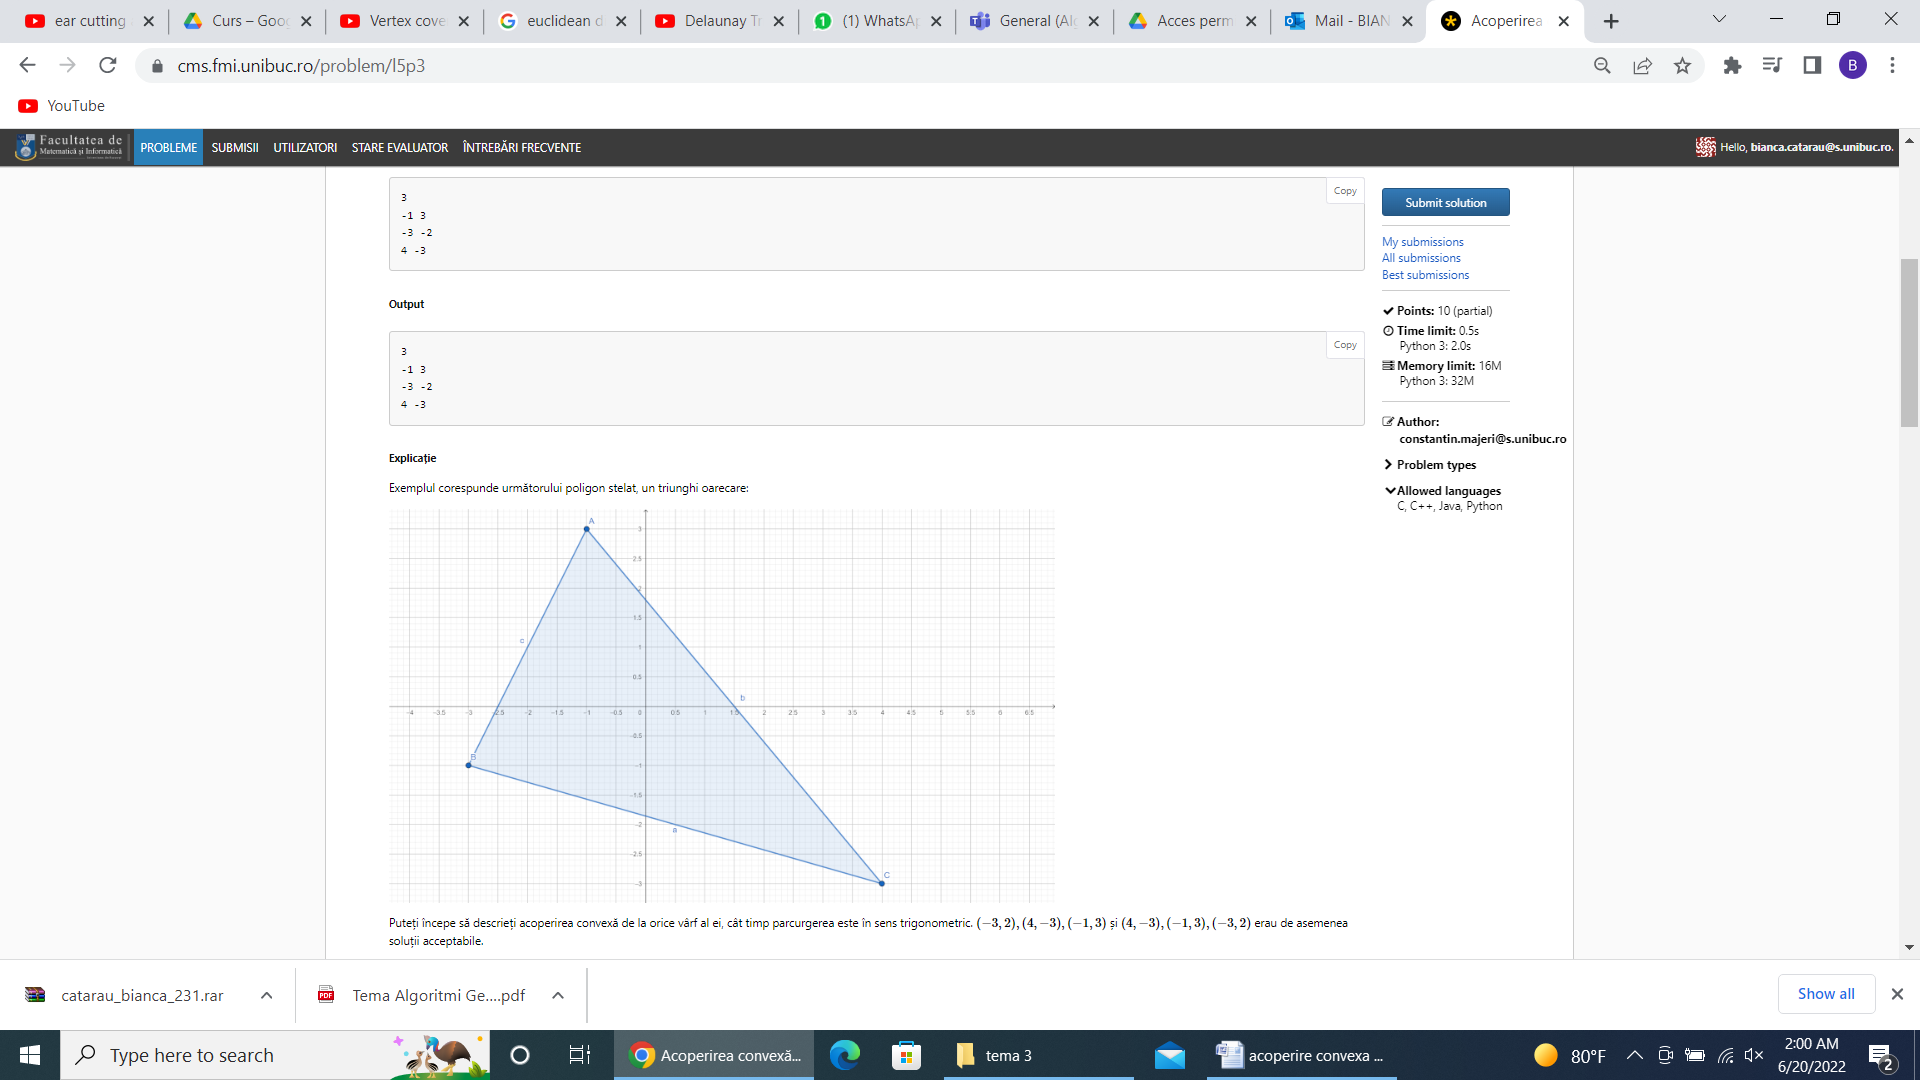 ear cutting
Curs – Goog
Vertex cove
euclidean d
Delaunay Tr
(1) WhatsAp
General (Alg
Acces perm
Mail - BIAN
Acoperirea
cms.fmi.unibuc.ro/problem/l5p3
B
YouTube
Facultatea de
Matematică și Informatică
PROBLEME
SUBMISII
UTILIZATORI
STARE EVALUATOR
ÎNTREBĂRI FRECVENTE
Hello, bianca.catarau@s.unibuc.ro.
Copy
3
-1 3
-3 -2
4 -3
Output
Copy
3
-1 3
-3 -2
4 -3
Explicație
Exemplul corespunde următorului poligon stelat, un triunghi oarecare:
A
3
2.5
2
1.5
c
1
0.5
b
-4 -3.5 -3 -2.5 -2 -1.5 -1 -0.5 0 0.5 1 1.5 2 2.5 3 3.5 4 4.5 5 5.5 6 6.5
-0.5
B
-1
-1.5
-2
a
-2.5
C
-3
Puteți începe să descrieți acoperirea convexă de la orice vârf al ei, cât timp parcurgerea este în sens trigonometric. (−3, 2), (4, −3), (−1, 3) și (4, −3), (−1, 3), (−3, 2) erau de asemenea
soluții acceptabile.
Submit solution
My submissions
All submissions
Best submissions
Points: 10 (partial)
Time limit: 0.5s
Python 3: 2.0s
Memory limit: 16M
Python 3: 32M
Author:
constantin.majeri@s.unibuc.ro
Problem types
Allowed languages
C, C++, Java, Python
catarau_bianca_231.rar
PDF
Tema Algoritmi Ge....pdf
Show all
Type here to search
Acoperirea convexă...
tema 3
acoperire convexa ...
80°F
2:00 AM
6/20/2022
2